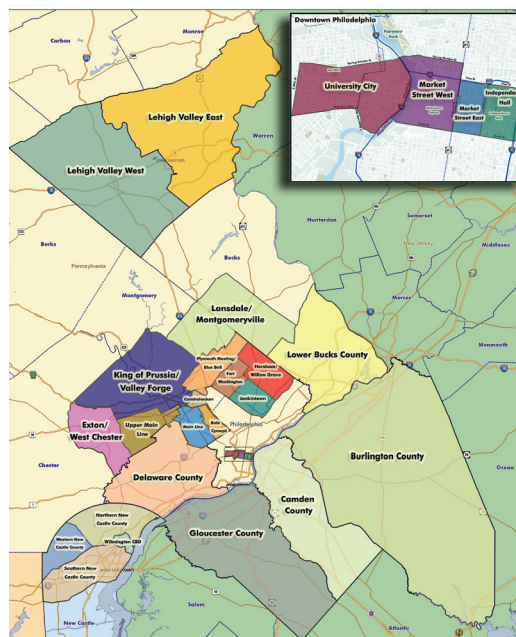 Carbon
Monroe
Downtown Philadelphia
Fairmont
Park
University City
Market
Street West
Market
Street East
Independence
Hall
Lehigh Valley East
Lehigh Valley West
Warren
Hunterdon
Somerset
New Jersey
Middlesex
Berks
Pennsylvania
Bucks
Montgomery
Mercer
Monmouth
Lansdale/
Montgomeryville
Lower Bucks County
King of Prussia/
Valley Forge
Plymouth Meeting/
Blue Bell
Fort
Washington
Horsham/
Willow Grove
Jenkintown
Conshohocken
Exton/
West Chester
Upper Main
Line
Main Line
Bala
Cynwyd
Philadelphia
Chester
Delaware County
Burlington County
Ocean
Camden
County
Gloucester County
Northern New
Castle County
Western New
Castle County
Wilmington CBD
Southern New
Castle County
New Castle
Salem
Atlantic